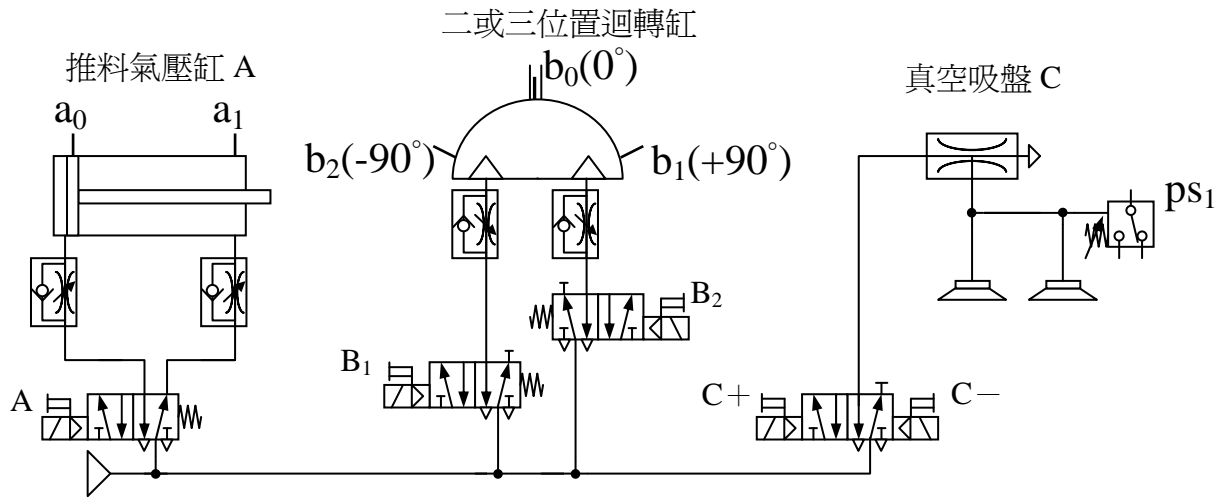 二或三位置迴轉缸
推料氣壓缸 A
真空吸盤 C
b₀(0°)
a₀
a₁
b₂(-90°)
b₁(+90°)
ps₁
B₂
B₁
A
C＋
C－